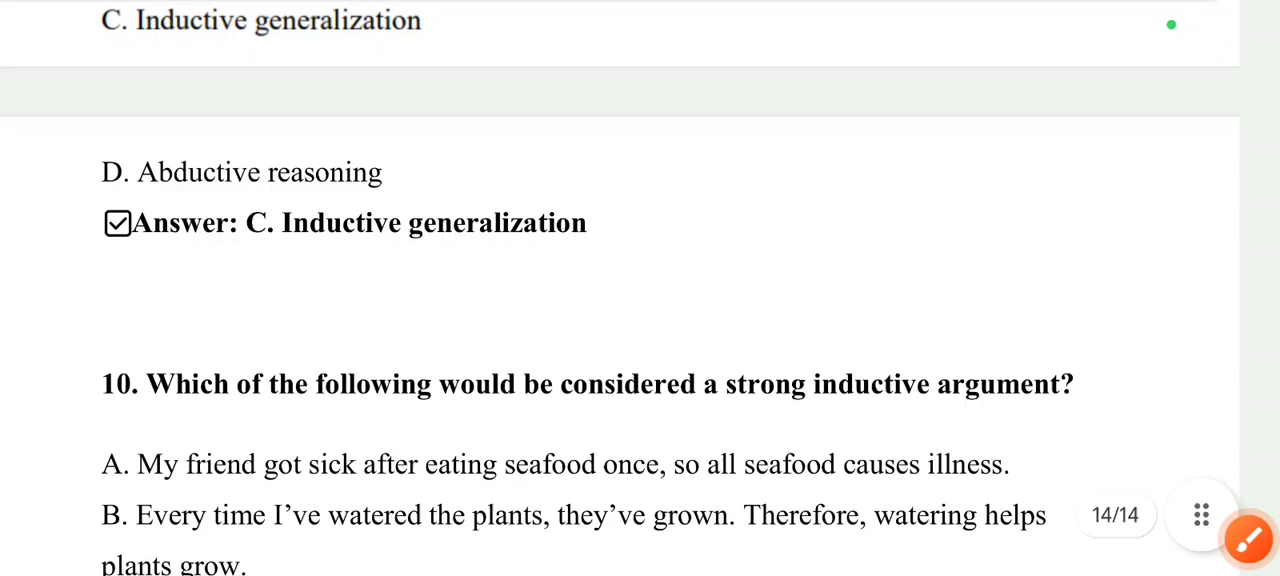 C. Inductive generalization
D. Abductive reasoning
☑Answer: C. Inductive generalization
10. Which of the following would be considered a strong inductive argument?
A. My friend got sick after eating seafood once, so all seafood causes illness.
B. Every time I’ve watered the plants, they’ve grown. Therefore, watering helps
14/14
plants grow.